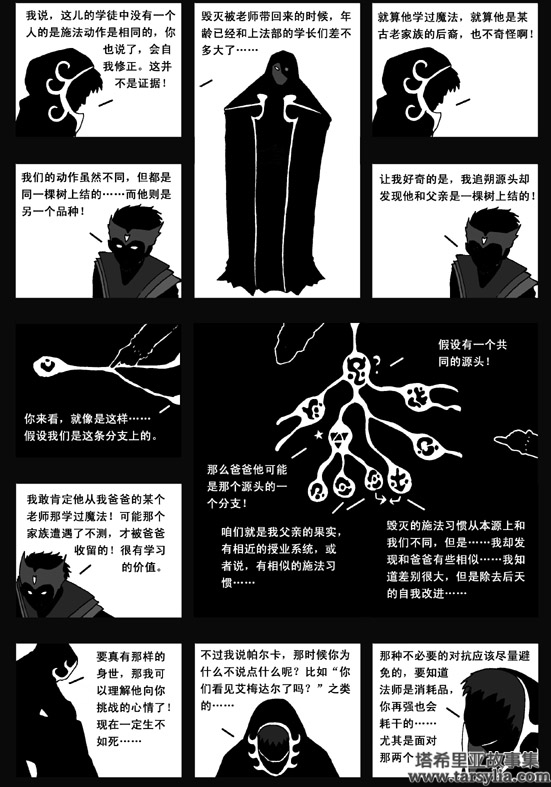 我说，这儿的学徒中没有一个
人的是施法动作是相同的，你
也说了，会自
我修正。这并
不是证据！
毁灭被老师带回来的时候，年
龄已经和上法部的学长们差不
多大了……
就算他学过魔法，就算他是某
古老家族的后裔，也不奇怪啊！
我们的动作虽然不同，但都是
同一棵树上结的……而他则是
另一个品种！
让我好奇的是，我追朔源头却
发现他和父亲是一棵树上结的！
你来看，就像是这样……
假设我们是这条分支上的。
假设有一个共
同的源头！
那么爸爸他可能
是那个源头的一
个分支！
咱们就是我父亲的果实，
有相近的授业系统，或
者说，有相似的施法习
惯……
毁灭的施法习惯从本源上和
我们不同，但是……我却发
现和爸爸有些相似……我知
道差别很大，但是除去后天
的自我改进……
我敢肯定他从我爸爸的某个
老师那学过魔法！可能那个
家族遭遇了不测，才被爸爸
收留的！很有学习
的价值。
要真有那样的
身世，那我可
以理解他向你
挑战的心情了！
现在一定生不
如死……
不过我说帕尔卡，那时候你为
什么不说点什么呢？比如“你
们看见艾梅达尔了吗？”之类
的……
那种不必要的对抗应该尽量避
免的，要知道
法师是消耗品，
你再强也会
耗干的……
尤其是面对
那两个
塔希里亚故事集
www.tarsylia.com